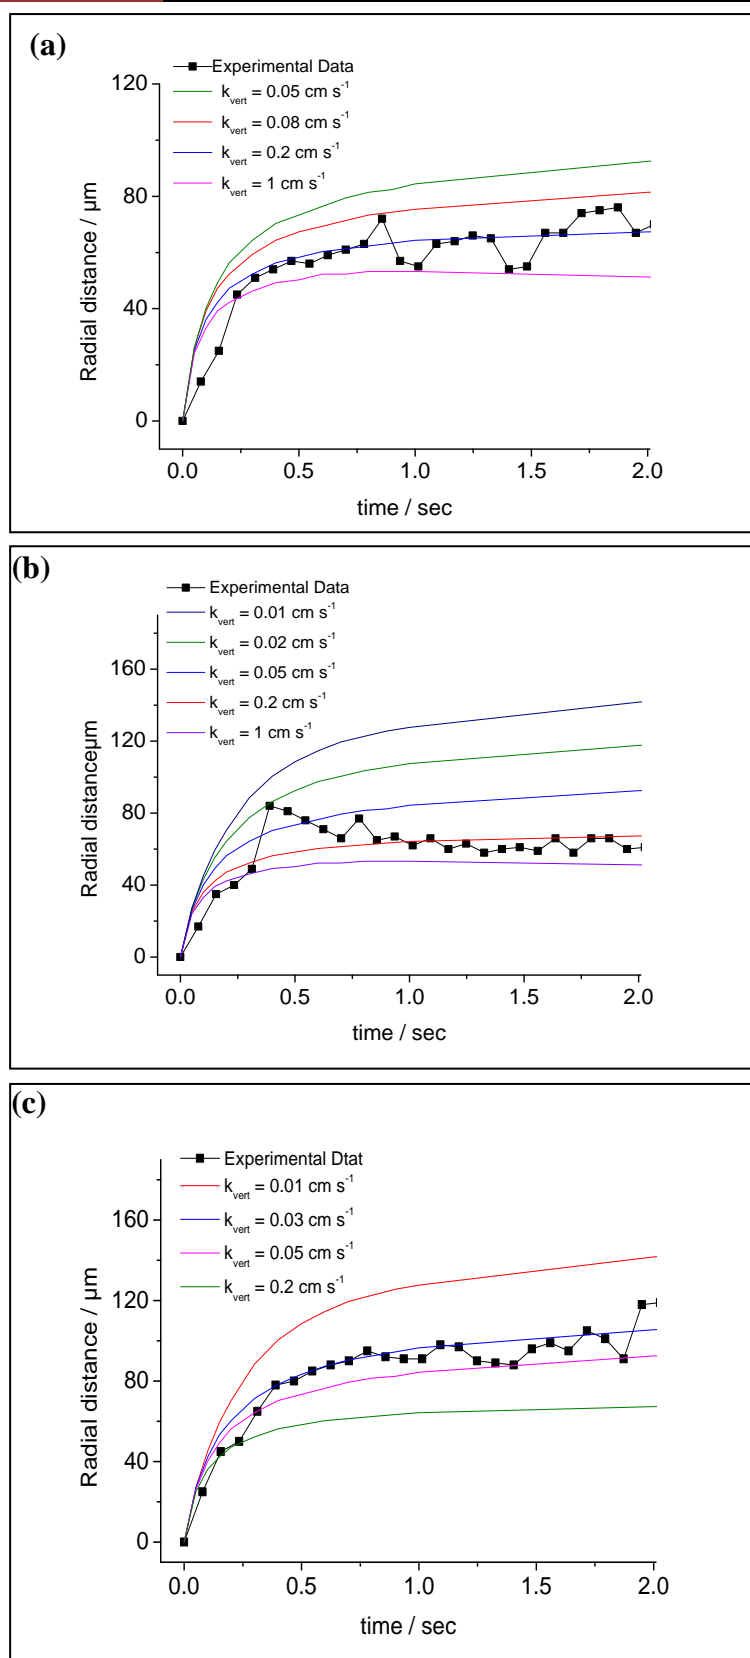 (a)
Experimental Data
k_vert = 0.05 cm s^-1
k_vert = 0.08 cm s^-1
k_vert = 0.2 cm s^-1
k_vert = 1 cm s^-1
120
80
40
0
Radial distance / μm
0.0 0.5 1.0 1.5 2.0
time / sec
(b)
Experimental Data
k_vert = 0.01 cm s^-1
k_vert = 0.02 cm s^-1
k_vert = 0.05 cm s^-1
k_vert = 0.2 cm s^-1
k_vert = 1 cm s^-1
160
120
80
40
0
Radial distanceμm
0.0 0.5 1.0 1.5 2.0
time / sec
(c)
Experimental Dtat
k_vert = 0.01 cm s^-1
k_vert = 0.03 cm s^-1
k_vert = 0.05 cm s^-1
k_vert = 0.2 cm s^-1
160
120
80
40
0
Radial distance / μm
0.0 0.5 1.0 1.5 2.0
time / sec